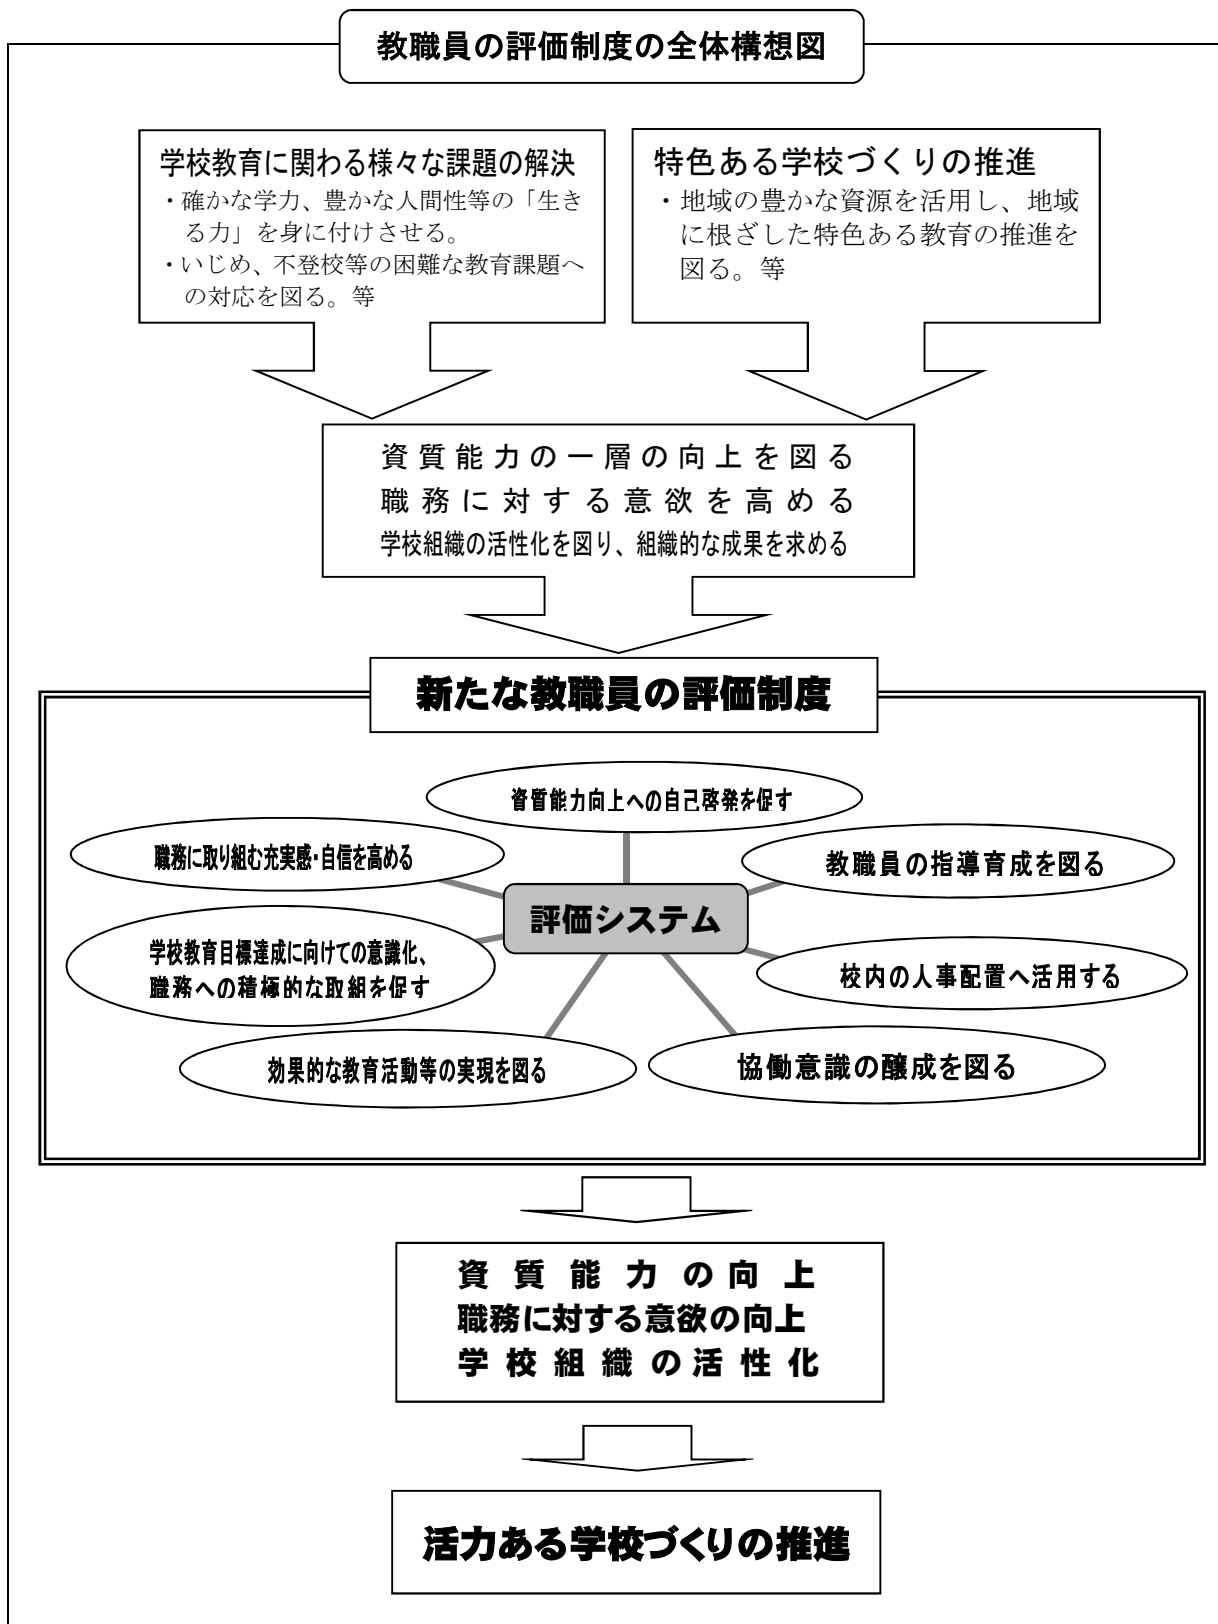 教職員の評価制度の全体構想図
学校教育に関わる様々な課題の解決
・確かな学力、豊かな人間性等の「生き
る力」を身に付けさせる。
・いじめ、不登校等の困難な教育課題へ
の対応を図る。等
特色ある学校づくりの推進
・地域の豊かな資源を活用し、地域
に根ざした特色ある教育の推進を
図る。等
資質能力の一層の向上を図る
職務に対する意欲を高める
学校組織の活性化を図り、組織的な成果を求める
新たな教職員の評価制度
資質能力向上への自己啓発を促す
職務に取り組む充実感・自信を高める
教職員の指導育成を図る
評価システム
学校教育目標達成に向けての意識化、
職務への積極的な取組を促す
校内の人事配置へ活用する
効果的な教育活動等の実現を図る
協働意識の醸成を図る
資質能力の向上
職務に対する意欲の向上
学校組織の活性化
活力ある学校づくりの推進